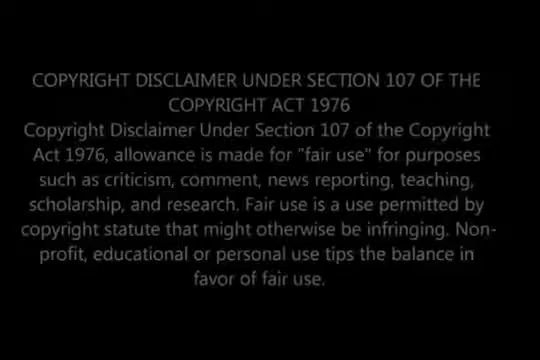 COPYRIGHT DISCLAIMER UNDER SECTION 107 OF THE
COPYRIGHT ACT 1976
Copyright Disclaimer Under Section 107 of the Copyright
Act 1976, allowance is made for "fair use" for purposes
such as criticism, comment, news reporting, teaching,
scholarship, and research. Fair use is a use permitted by
copyright statute that might otherwise be infringing. Non-
profit, educational or personal use tips the balance in
favor of fair use.